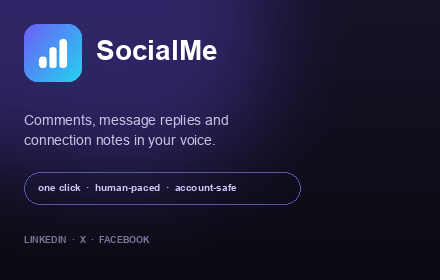 SocialMe
Comments, message replies and
connection notes in your voice.
one click · human-paced · account-safe
LINKEDIN · X · FACEBOOK